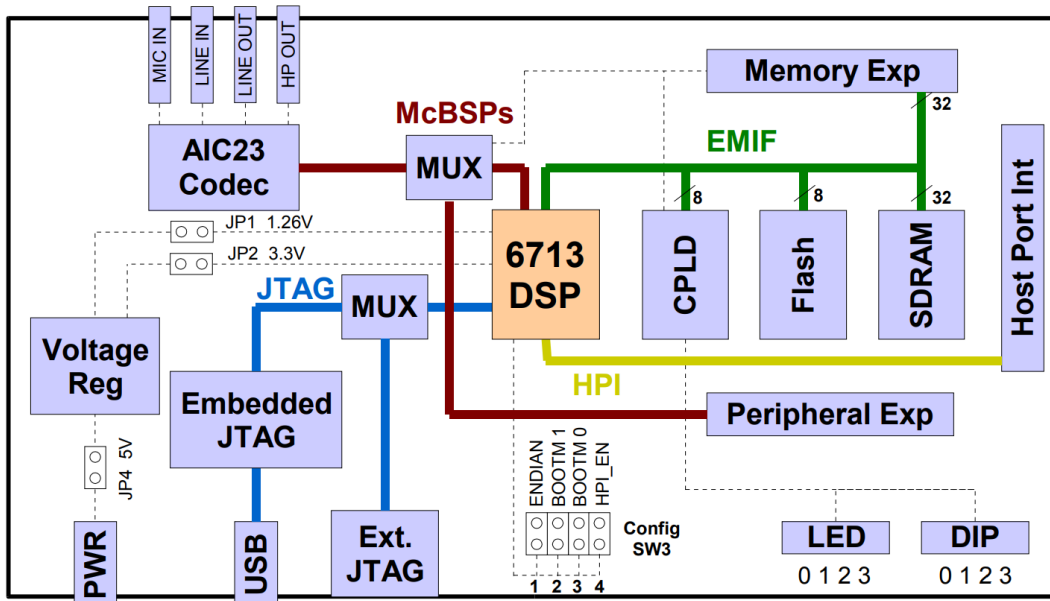 MIC IN
LINE IN
LINE OUT
HP OUT
Memory Exp
32
McBSPs
AIC23
Codec
MUX
EMIF
8
8
32
Host Port Int
JP1 1.26V
JP2 3.3V
6713
DSP
CPLD
Flash
SDRAM
JTAG
MUX
Voltage
Reg
HPI
Embedded
JTAG
Peripheral Exp
JP4 5V
ENDIAN
BOOTM 1
BOOTM 0
HPI_EN
Config
SW3
PWR
USB
Ext.
JTAG
1 2 3 4
LED
DIP
0 1 2 3
0 1 2 3